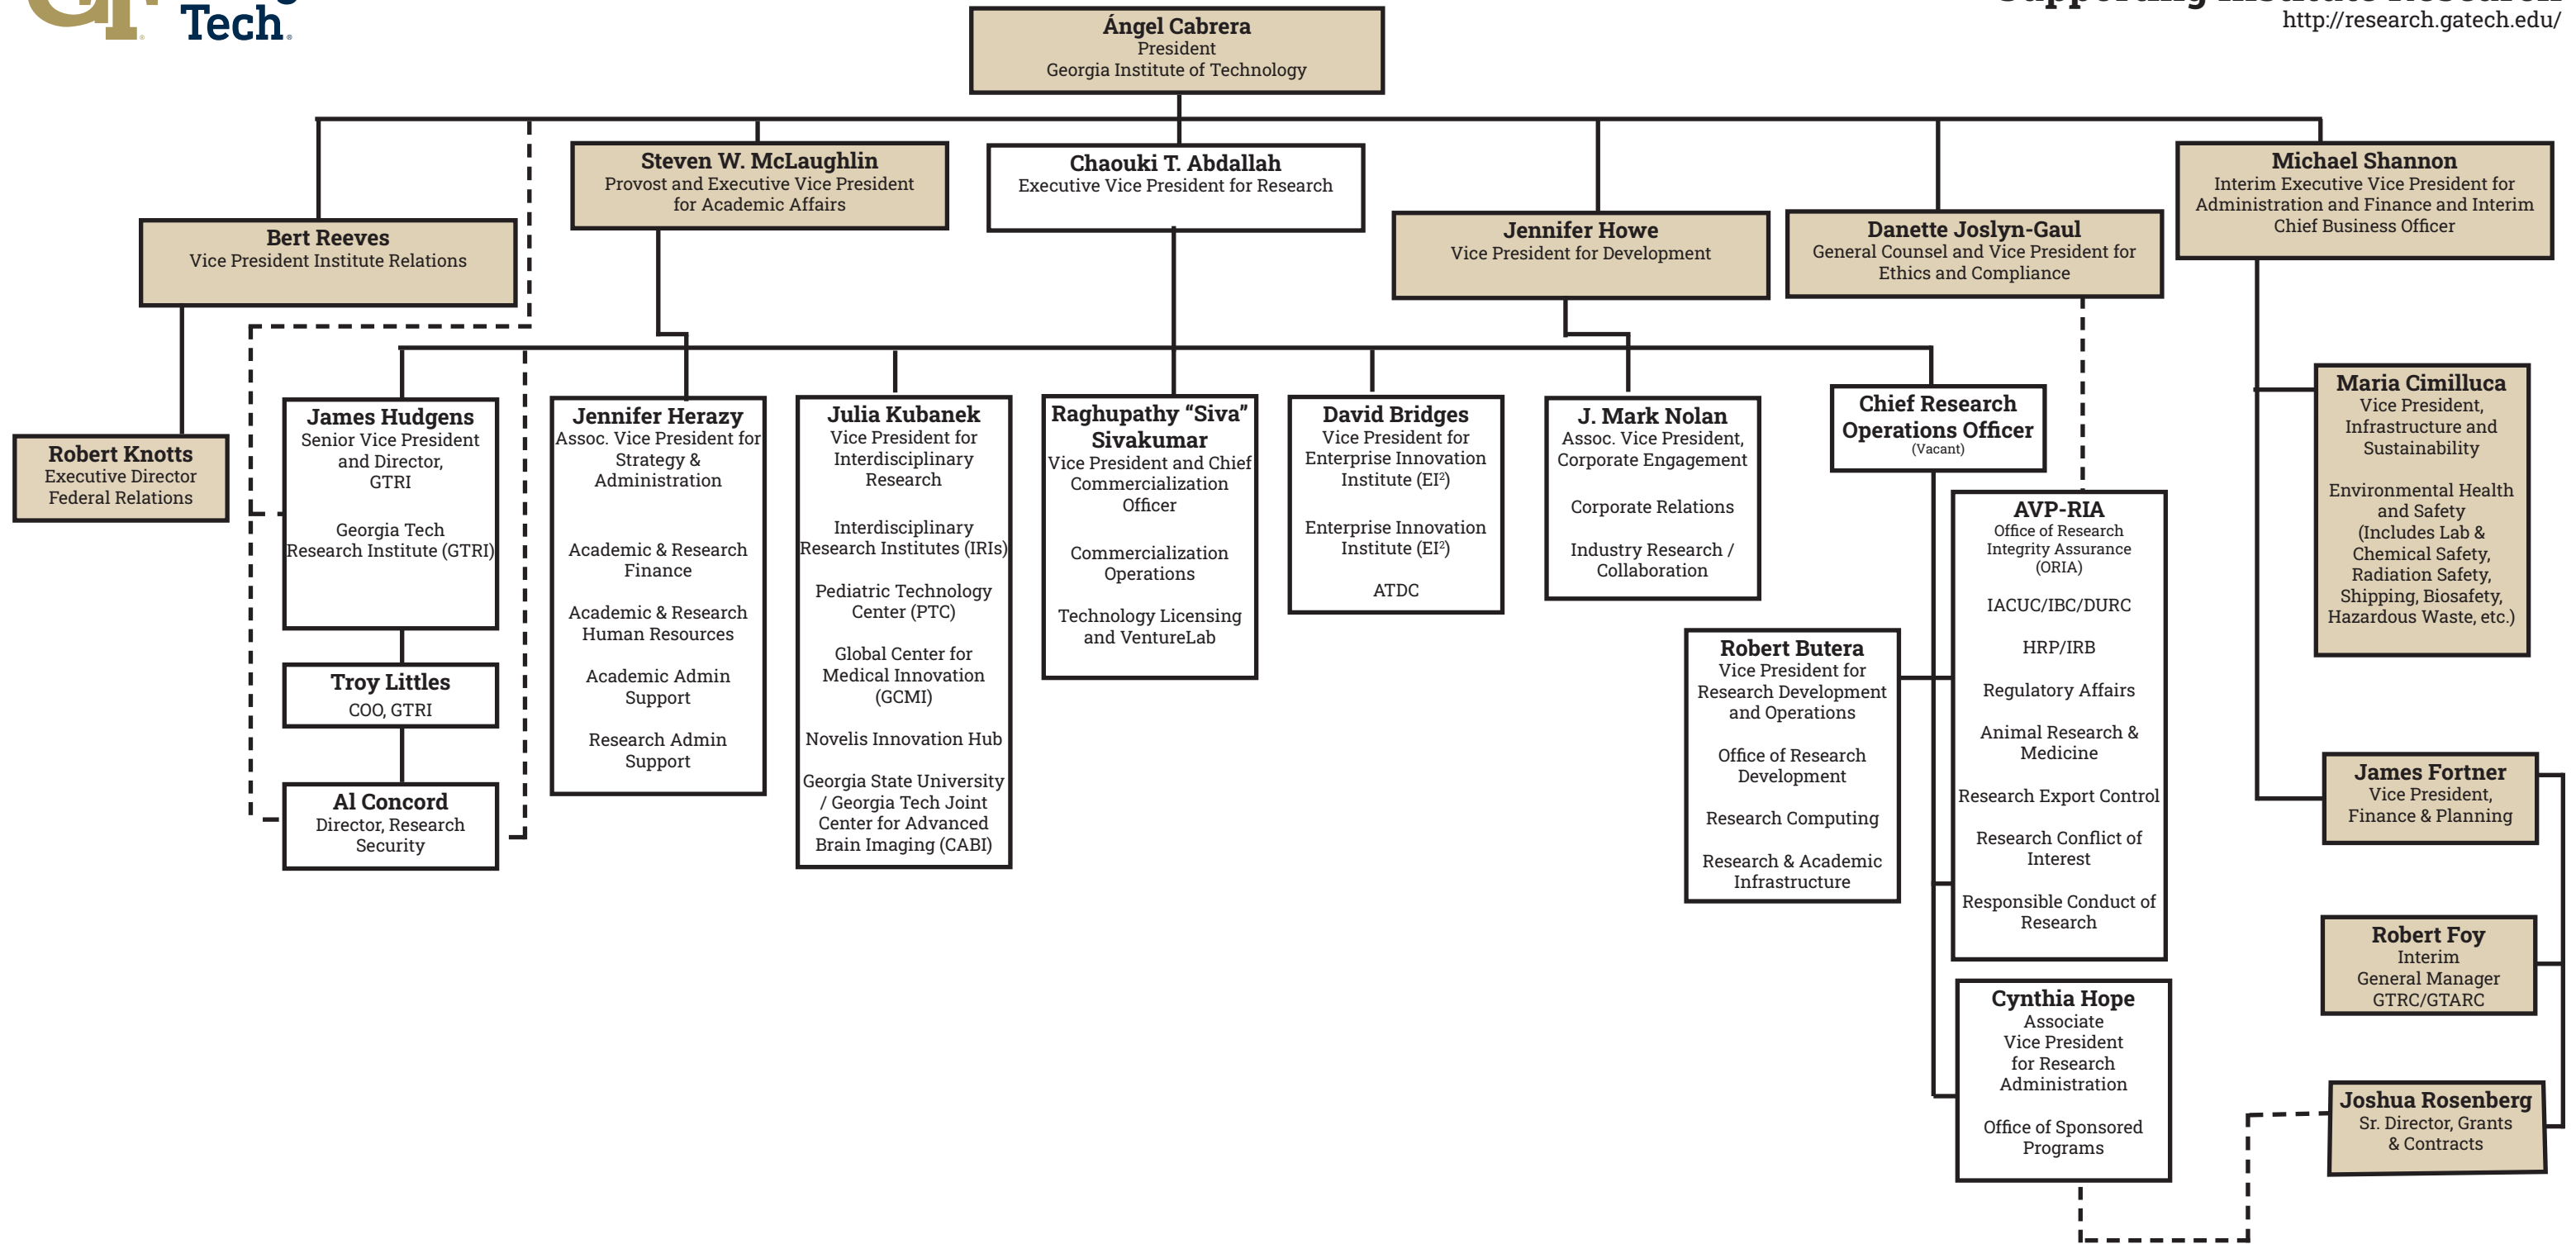 Tech
http://research.gatech.edu/
Ángel Cabrera
President
Georgia Institute of Technology
Steven W. McLaughlin
Provost and Executive Vice President
for Academic Affairs
Chaouki T. Abdallah
Executive Vice President for Research
Michael Shannon
Interim Executive Vice President for
Administration and Finance and Interim
Chief Business Officer
Bert Reeves
Vice President Institute Relations
Jennifer Howe
Vice President for Development
Danette Joslyn-Gaul
General Counsel and Vice President for
Ethics and Compliance
Robert Knotts
Executive Director
Federal Relations
James Hudgens
Senior Vice President
and Director,
GTRI
Georgia Tech
Research Institute (GTRI)
Troy Littles
COO, GTRI
Al Concord
Director, Research
Security
Jennifer Herazy
Assoc. Vice President for
Strategy &
Administration
Academic & Research
Finance
Academic & Research
Human Resources
Academic Admin
Support
Research Admin
Support
Julia Kubanek
Vice President for
Interdisciplinary
Research
Interdisciplinary
Research Institutes (IRIs)
Pediatric Technology
Center (PTC)
Global Center for
Medical Innovation
(GCMI)
Novelis Innovation Hub
Georgia State University
/ Georgia Tech Joint
Center for Advanced
Brain Imaging (CABI)
Raghupathy “Siva”
Sivakumar
Vice President and Chief
Commercialization
Officer
Commercialization
Operations
Technology Licensing
and VentureLab
David Bridges
Vice President for
Enterprise Innovation
Institute (EI²)
Enterprise Innovation
Institute (EI²)
ATDC
J. Mark Nolan
Assoc. Vice President,
Corporate Engagement
Corporate Relations
Industry Research /
Collaboration
Chief Research
Operations Officer
(Vacant)
Robert Butera
Vice President for
Research Development
and Operations
Office of Research
Development
Research Computing
Research & Academic
Infrastructure
AVP-RIA
Office of Research
Integrity Assurance
(ORIA)
IACUC/IBC/DURC
HRP/IRB
Regulatory Affairs
Animal Research &
Medicine
Research Export Control
Research Conflict of
Interest
Responsible Conduct of
Research
Cynthia Hope
Associate
Vice President
for Research
Administration
Office of Sponsored
Programs
Maria Cimilluca
Vice President,
Infrastructure and
Sustainability
Environmental Health
and Safety
(Includes Lab &
Chemical Safety,
Radiation Safety,
Shipping, Biosafety,
Hazardous Waste, etc.)
James Fortner
Vice President,
Finance & Planning
Robert Foy
Interim
General Manager
GTRC/GTARC
Joshua Rosenberg
Sr. Director, Grants
& Contracts